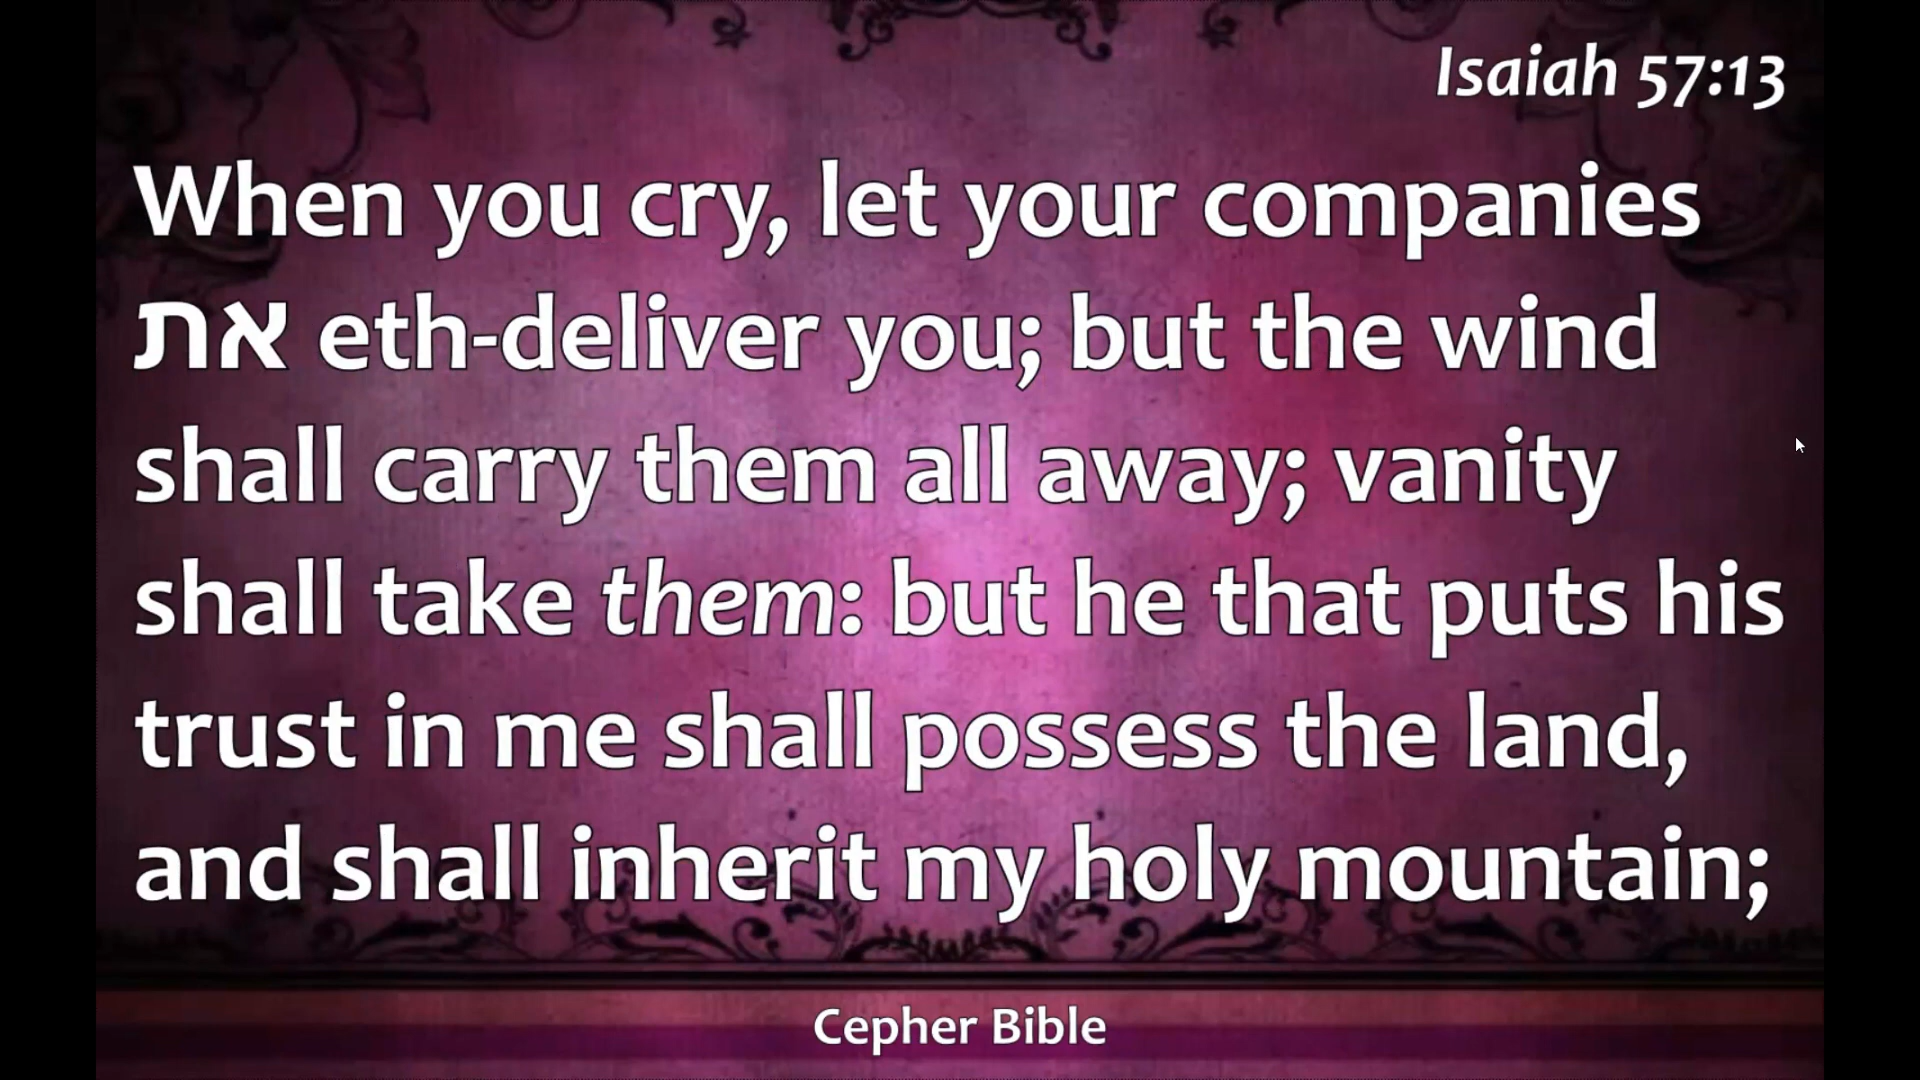 Isaiah 57:13
When you cry, let your companies
את eth-deliver you; but the wind
shall carry them all away; vanity
shall take them: but he that puts his
trust in me shall possess the land,
and shall inherit my holy mountain;
Cepher Bible